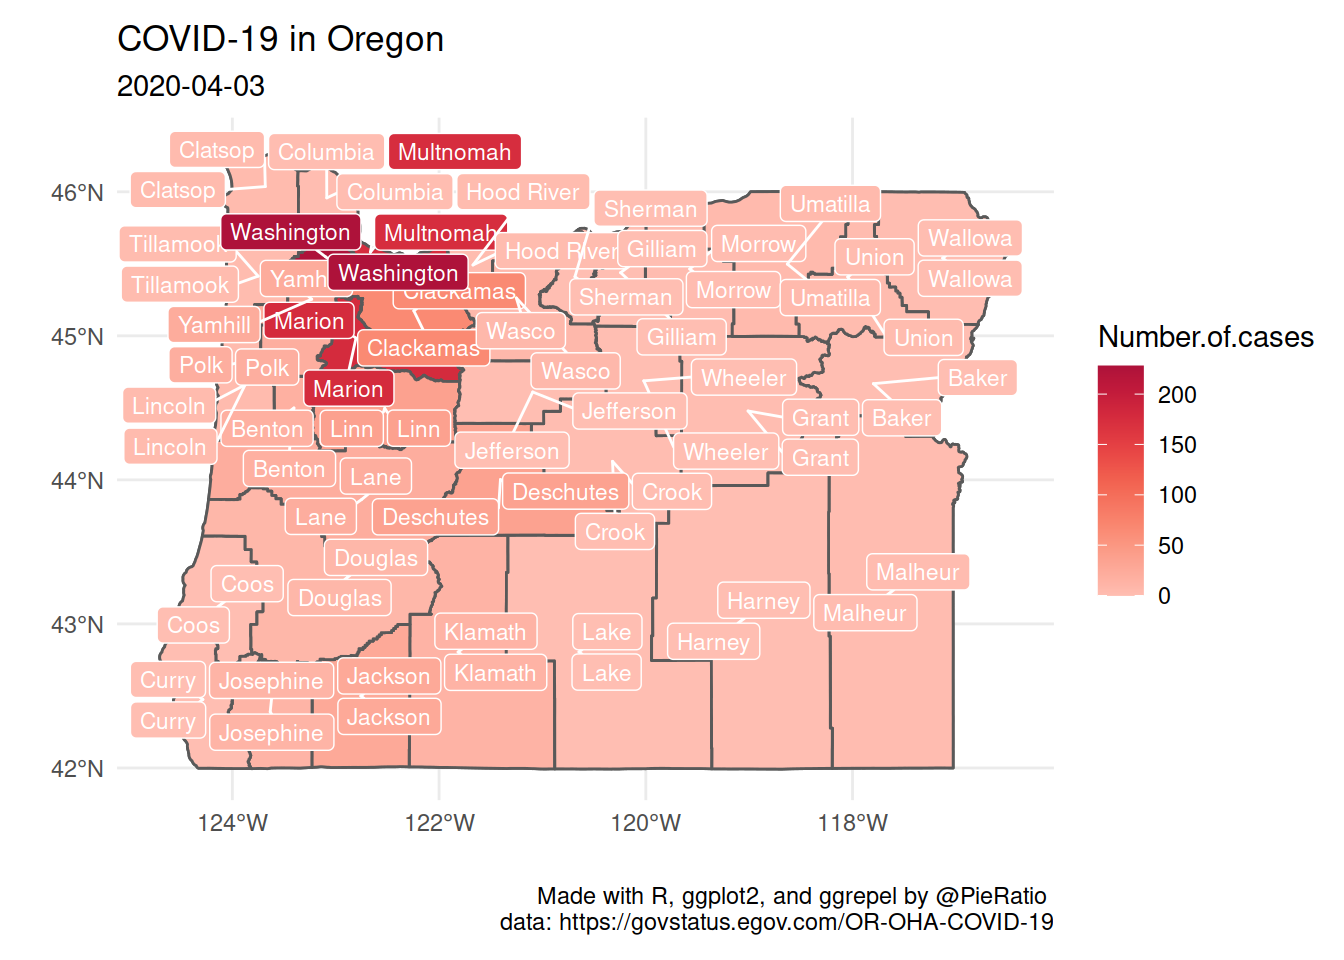 COVID-19 in Oregon
2020-04-03
Clatsop
Columbia
Multnomah
46°N
Clatsop
Columbia
Hood River
Sherman
Umatilla
Tillamook
Washington
Multnomah
Hood River
Gilliam
Morrow
Union
Wallowa
Tillamook
Yamh
Washington
Clackamas
Sherman
Morrow
Umatilla
Wallowa
45°N
Yamhill
Marion
Clackamas
Wasco
Gilliam
Union
Polk
Polk
Marion
Wasco
Wheeler
Baker
Lincoln
Benton
Linn
Linn
Jefferson
Grant
Baker
Lincoln
Benton
Lane
Jefferson
Wheeler
Grant
44°N
Lane
Deschutes
Deschutes
Crook
Crook
Douglas
Coos
Douglas
Malheur
43°N
Coos
Klamath
Lake
Harney
Harney
Malheur
Curry
Josephine
Jackson
Klamath
Lake
Curry
Josephine
Jackson
42°N
124°W
122°W
120°W
118°W
Number.of.cases
200
150
100
50
0
Made with R, ggplot2, and ggrepel by @PieRatio
data: https://govstatus.egov.com/OR-OHA-COVID-19